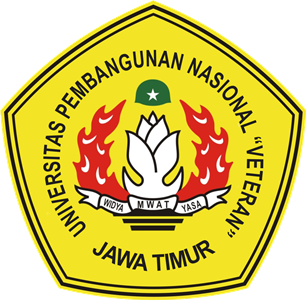 UNIVERSITAS PEMBANGUNAN NASIONAL "VETERAN"
WIDYA MWAT YASA
JAWA TIMUR